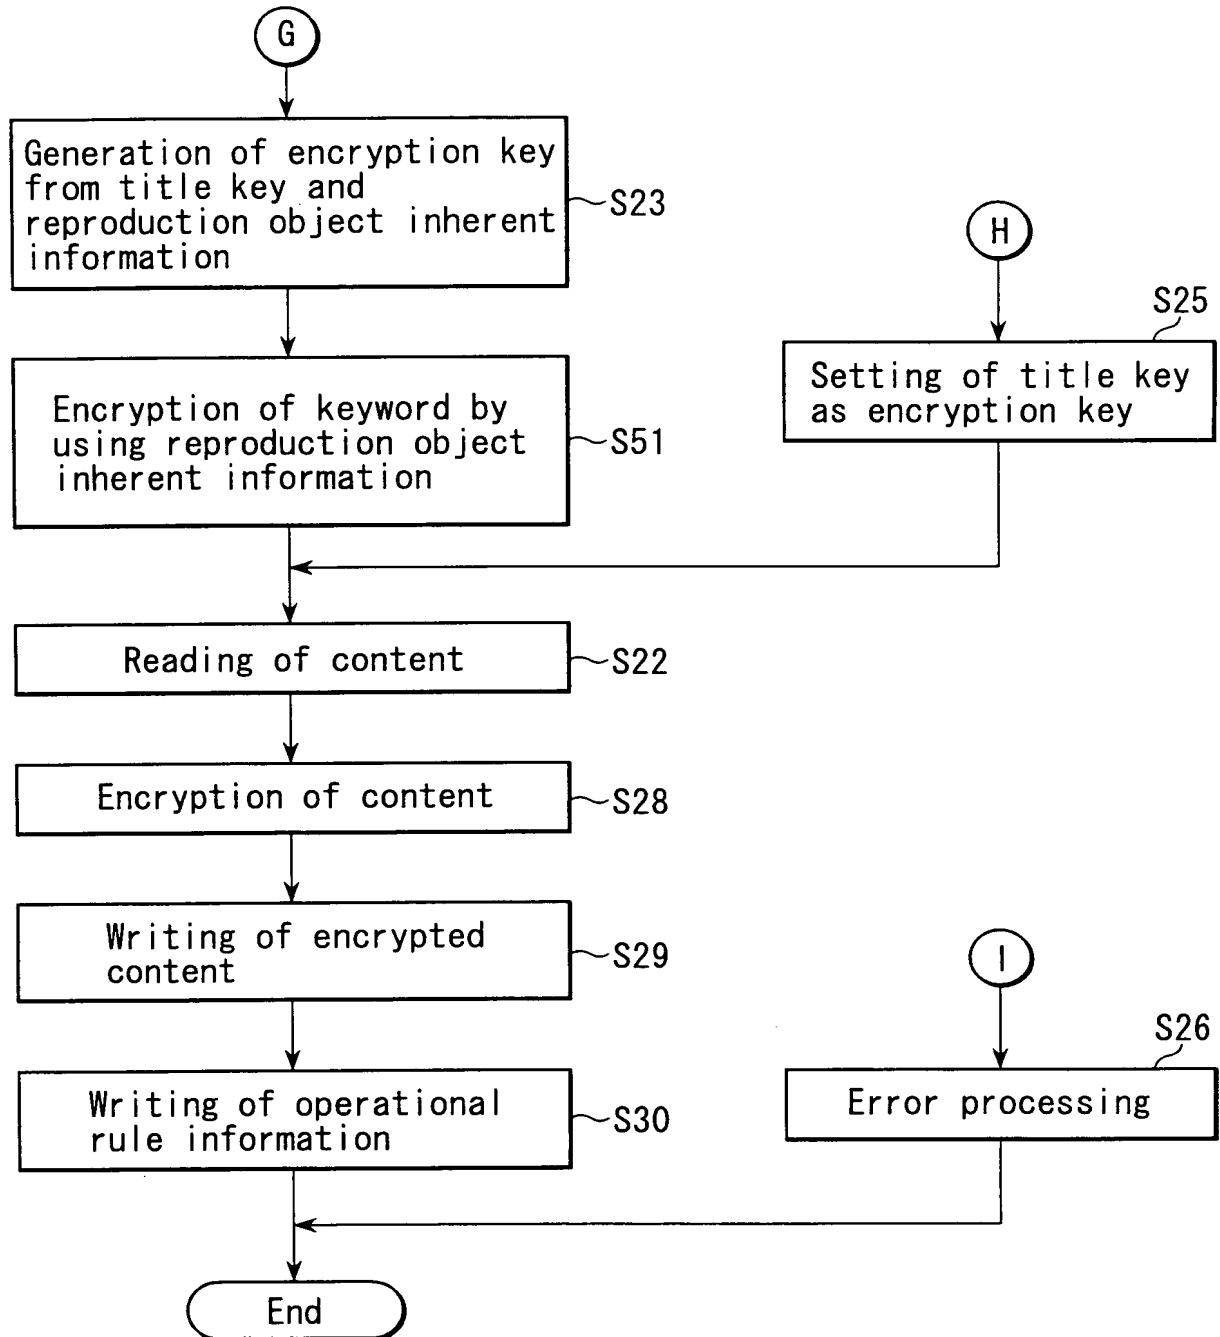 G
Generation of encryption key
from title key and
reproduction object inherent
information
S23
H
S25
Setting of title key
as encryption key
Encryption of keyword by
using reproduction object
inherent information
S51
Reading of content
S22
Encryption of content
S28
Writing of encrypted
content
S29
I
S26
Error processing
Writing of operational
rule information
S30
End